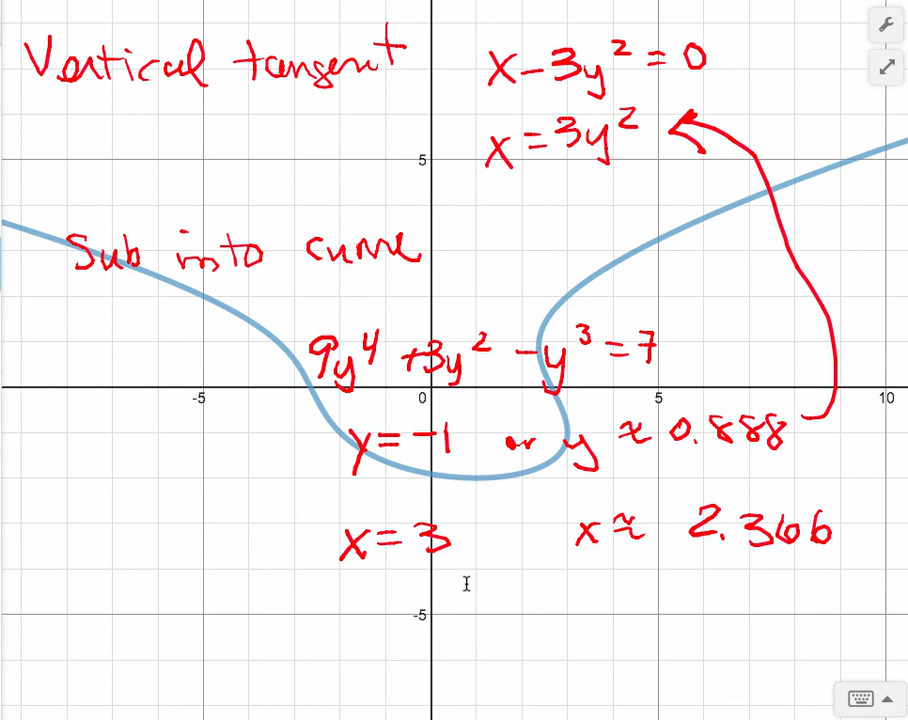 Vertical tangent
x - 3y² = 0
x = 3y²
5
Sub into curve
9y⁴ + 3y² - y³ = 7
-5 0 5 10
y = -1 or y ≈ 0.888
x = 3 x ≈ 2.366
-5